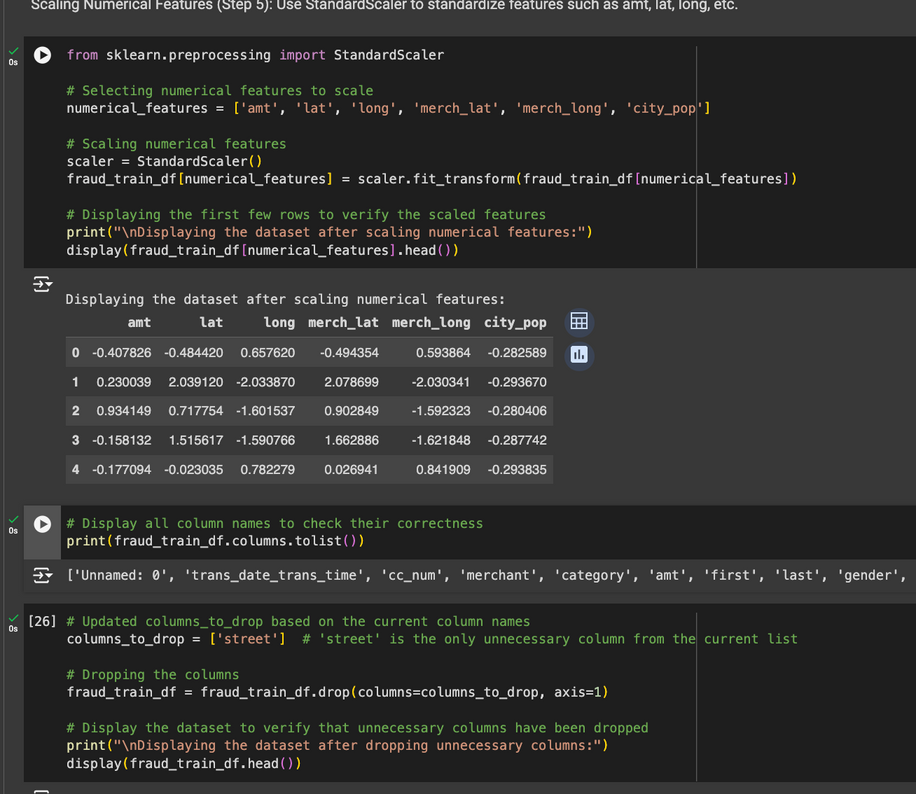 Scaling Numerical Features (Step 5): Use StandardScaler to standardize features such as amt, lat, long, etc.
0s
from sklearn.preprocessing import StandardScaler
# Selecting numerical features to scale
numerical_features = ['amt', 'lat', 'long', 'merch_lat', 'merch_long', 'city_pop']
# Scaling numerical features
scaler = StandardScaler()
fraud_train_df[numerical_features] = scaler.fit_transform(fraud_train_df[numerical_features])
# Displaying the first few rows to verify the scaled features
print("\nDisplaying the dataset after scaling numerical features:")
display(fraud_train_df[numerical_features].head())
Displaying the dataset after scaling numerical features:
amt lat long merch_lat merch_long city_pop
0 -0.407826 -0.484420 0.657620 -0.494354 0.593864 -0.282589
1 0.230039 2.039120 -2.033870 2.078699 -2.030341 -0.293670
2 0.934149 0.717754 -1.601537 0.902849 -1.592323 -0.280406
3 -0.158132 1.515617 -1.590766 1.662886 -1.621848 -0.287742
4 -0.177094 -0.023035 0.782279 0.026941 0.841909 -0.293835
0s
# Display all column names to check their correctness
print(fraud_train_df.columns.tolist())
['Unnamed: 0', 'trans_date_trans_time', 'cc_num', 'merchant', 'category', 'amt', 'first', 'last', 'gender',
0s
[26] # Updated columns_to_drop based on the current column names
columns_to_drop = ['street']  # 'street' is the only unnecessary column from the current list
# Dropping the columns
fraud_train_df = fraud_train_df.drop(columns=columns_to_drop, axis=1)
# Display the dataset to verify that unnecessary columns have been dropped
print("\nDisplaying the dataset after dropping unnecessary columns:")
display(fraud_train_df.head())